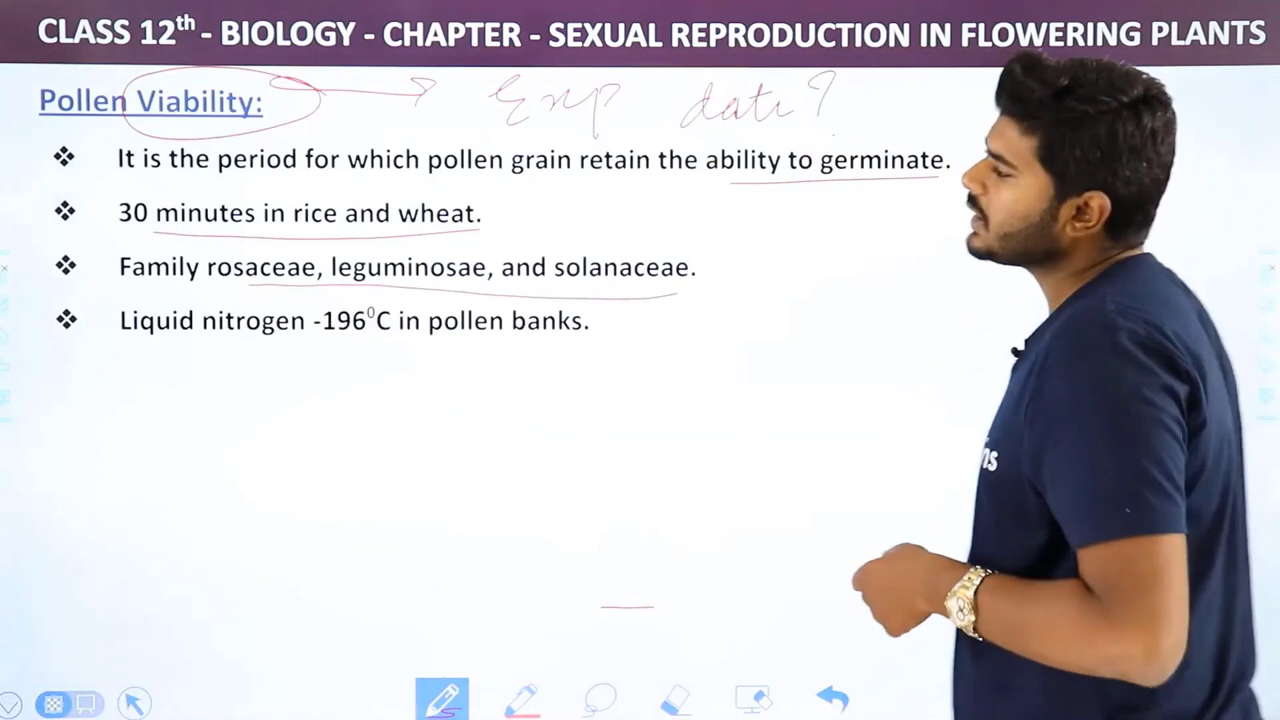 CLASS 12th - BIOLOGY - CHAPTER - SEXUAL REPRODUCTION IN FLOWERING PLANTS
Pollen Viability: Exp date?
❖ It is the period for which pollen grain retain the ability to germinate.
❖ 30 minutes in rice and wheat.
❖ Family rosaceae, leguminosae, and solanaceae.
❖ Liquid nitrogen -196⁰C in pollen banks.